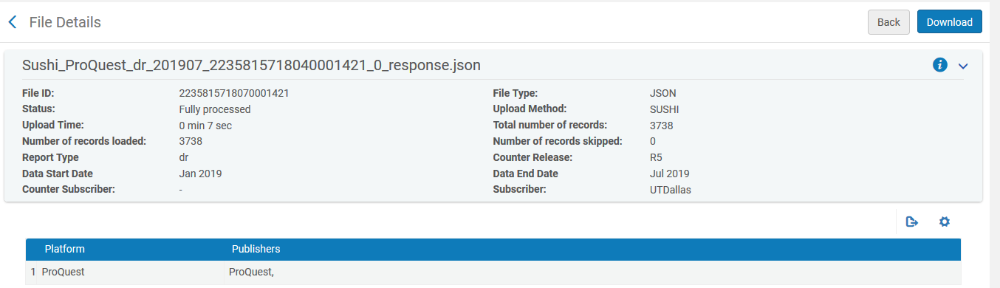 File Details
Back
Download
Sushi_ProQuest_dr_201907_2235815718040001421_0_response.json
File ID: 2235815718070001421 File Type: JSON
Status: Fully processed Upload Method: SUSHI
Upload Time: 0 min 7 sec Total number of records: 3738
Number of records loaded: 3738 Number of records skipped: 0
Report Type dr Counter Release: R5
Data Start Date Jan 2019 Data End Date Jul 2019
Counter Subscriber: - Subscriber: UTDallas
Platform Publishers
1 ProQuest ProQuest,